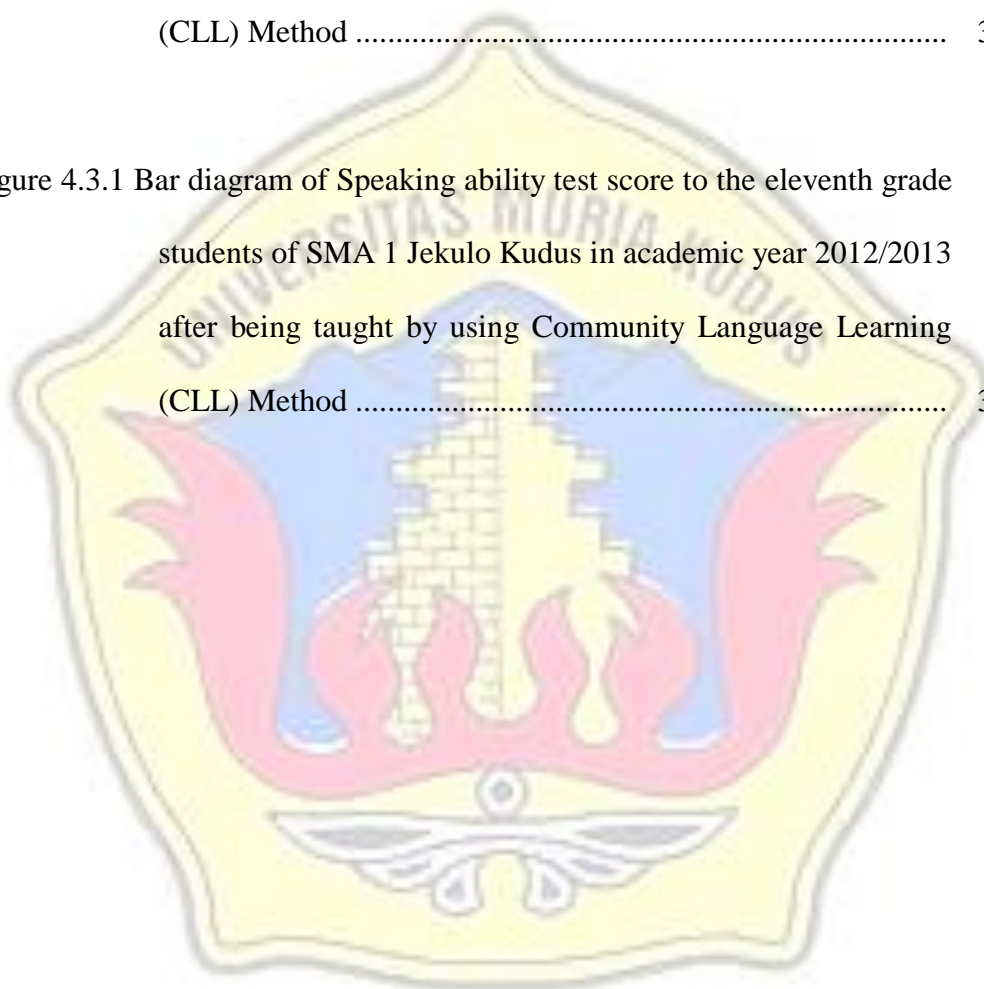 (CLL) Method .......................................................................... 3
gure 4.3.1 Bar diagram of Speaking ability test score to the eleventh grade
students of SMA 1 Jekulo Kudus in academic year 2012/2013
after being taught by using Community Language Learning
(CLL) Method .......................................................................... 3
UNIVERSITAS MURIA KUDUS